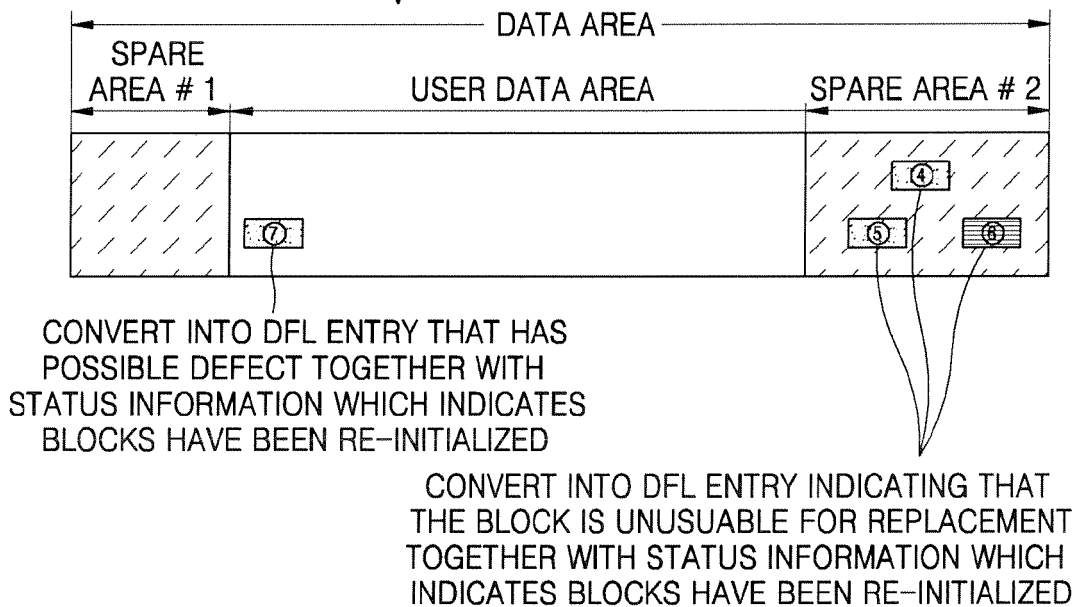 DATA AREA
SPARE
AREA # 1
USER DATA AREA
SPARE AREA # 2
④
⑦
⑤
⑥
CONVERT INTO DFL ENTRY THAT HAS
POSSIBLE DEFECT TOGETHER WITH
STATUS INFORMATION WHICH INDICATES
BLOCKS HAVE BEEN RE-INITIALIZED
CONVERT INTO DFL ENTRY INDICATING THAT
THE BLOCK IS UNUSUABLE FOR REPLACEMENT
TOGETHER WITH STATUS INFORMATION WHICH
INDICATES BLOCKS HAVE BEEN RE-INITIALIZED